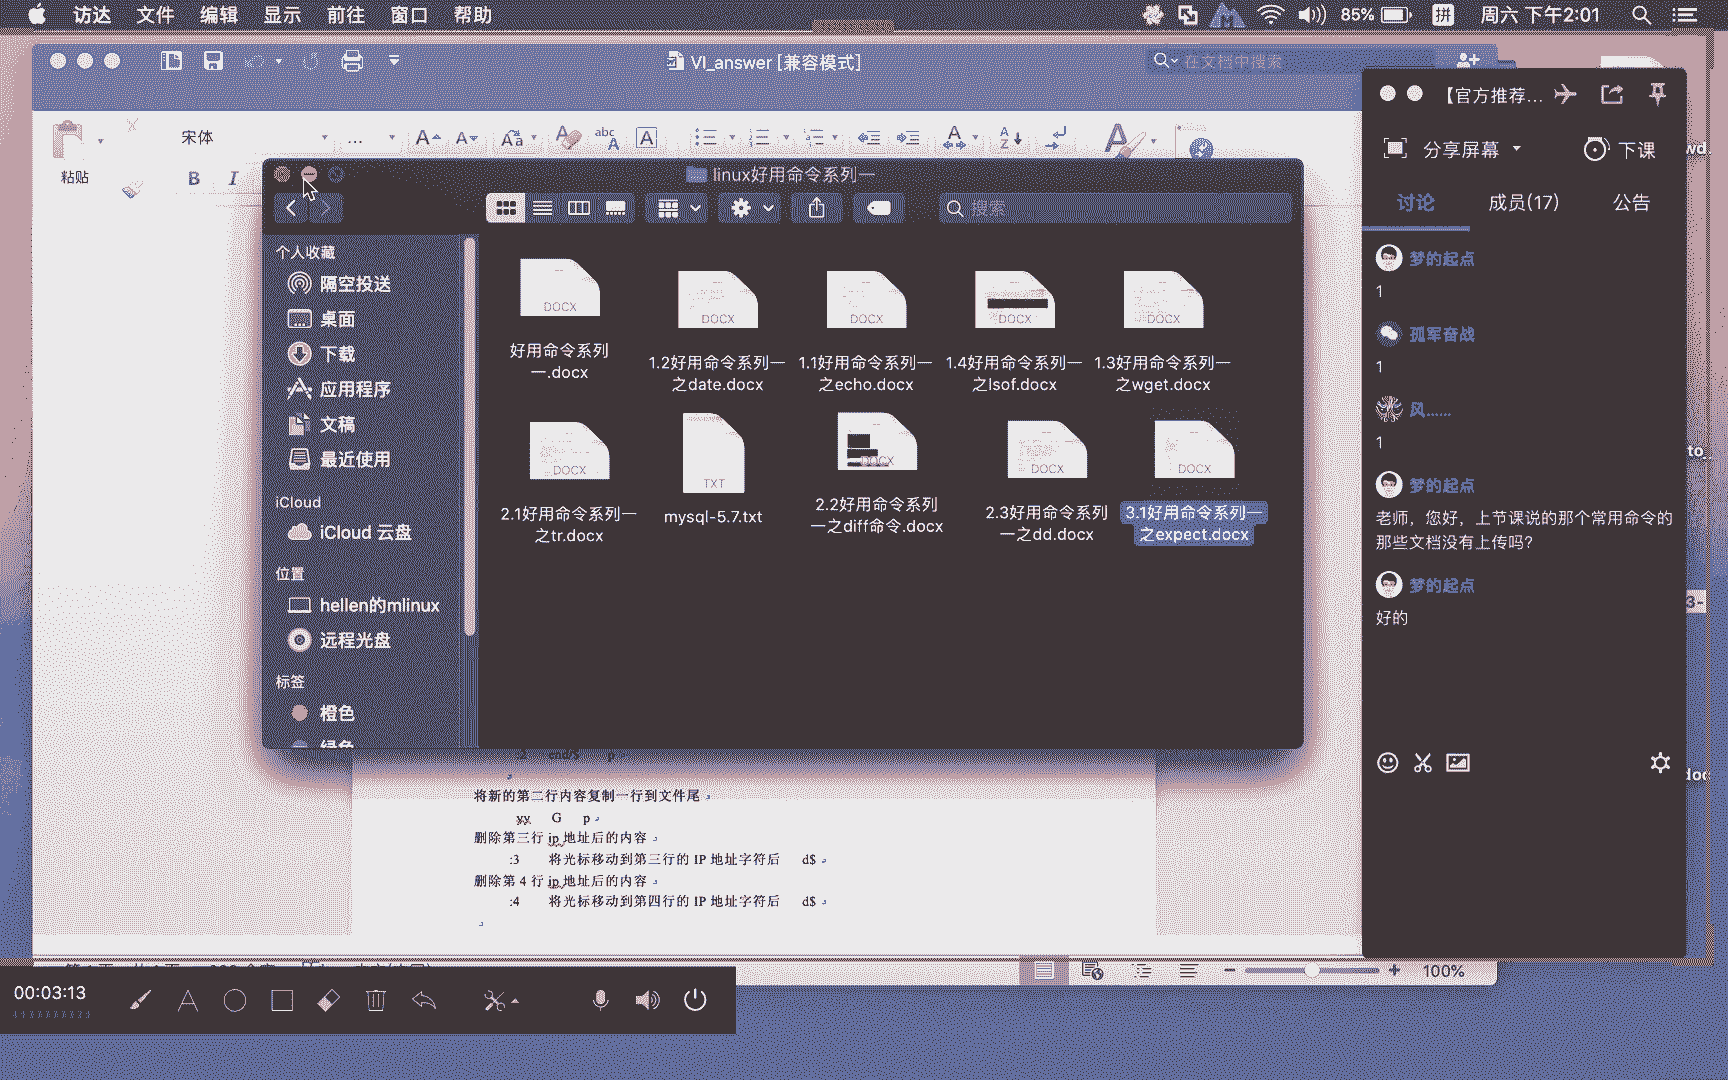 访达 文件 编辑 显示 前往 窗口 帮助
85% 拼 周六 下午2:01
VI_answer [兼容模式]
在文档中搜索
宋体
粘贴
B I
linux好用命令系列一
搜索
个人收藏
隔空投送
桌面
下载
应用程序
文稿
最近使用
iCloud
iCloud 云盘
位置
hellen的mlinux
远程光盘
标签
橙色
绿色
DOCX
好用命令系列
一.docx
DOCX
1.2好用命令系列一
之date.docx
DOCX
1.1好用命令系列一
之echo.docx
DOCX
1.4好用命令系列一
之lsof.docx
DOCX
1.3好用命令系列一
之wget.docx
DOCX
2.1好用命令系列一
之tr.docx
TXT
mysql-5.7.txt
DOCX
2.2好用命令系列
一之diff命令.docx
DOCX
2.3好用命令系列
一之dd.docx
DOCX
3.1好用命令系列一
之expect.docx
将新的第二行内容复制一行到文件尾
yy G p
删除第三行 ip 地址后的内容
:3 将光标移动到第三行的 IP 地址字符后 d$
删除第 4 行 ip 地址后的内容
:4 将光标移动到第四行的 IP 地址字符后 d$
100%
00:03:13
【官方推荐...
分享屏幕 下课
讨论 成员(17) 公告
梦的起点
1
孤军奋战
1
风......
1
梦的起点
老师，您好，上节课说的那个常用命令的
那些文档没有上传吗？
梦的起点
好的